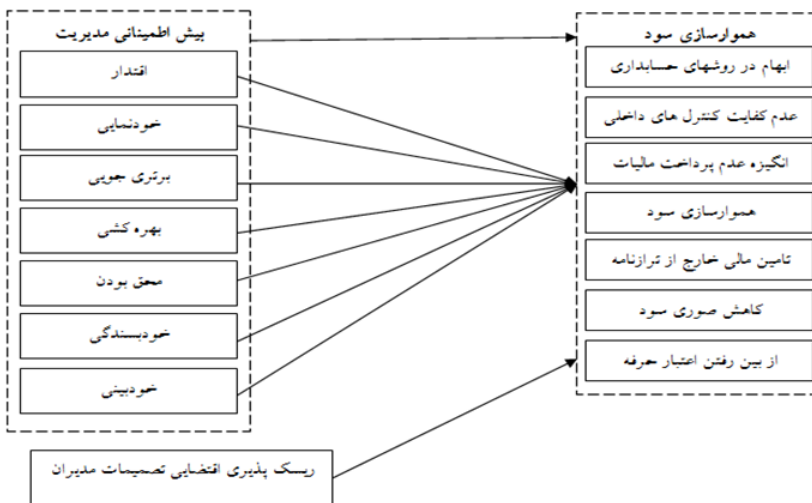 بیش اطمینانی مدیریت
اقتدار
خودنمایی
برتری جویی
بهره کشی
محق بودن
خودبسندگی
خودبینی
ریسک پذیری اقتضایی تصمیمات مدیران
هموارسازی سود
ابهام در روشهای حسابداری
عدم کفایت کنترل های داخلی
انگیزه عدم پرداخت مالیات
هموارسازی سود
تامین مالی خارج از ترازنامه
کاهش صوری سود
از بین رفتن اعتبار حرفه